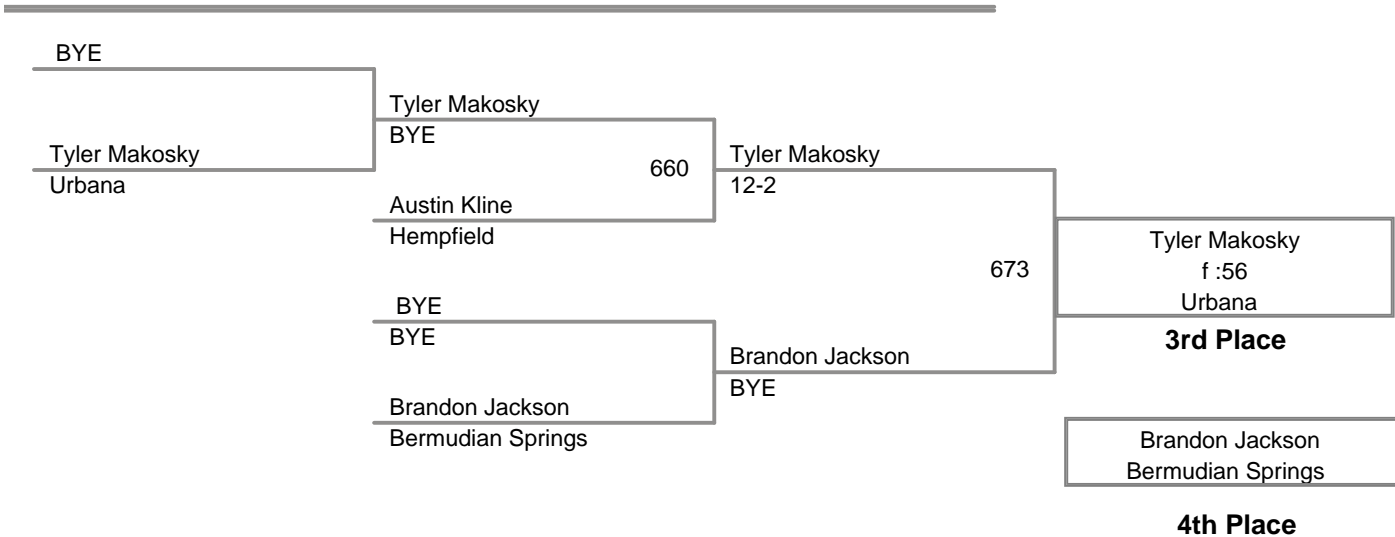 BYE
Tyler Makosky
Urbana
Tyler Makosky
BYE
Austin Kline
Hempfield
BYE
BYE
Brandon Jackson
Bermudian Springs
660
Tyler Makosky
12-2
Brandon Jackson
BYE
673
Tyler Makosky
f :56
Urbana
3rd Place
Brandon Jackson
Bermudian Springs
4th Place